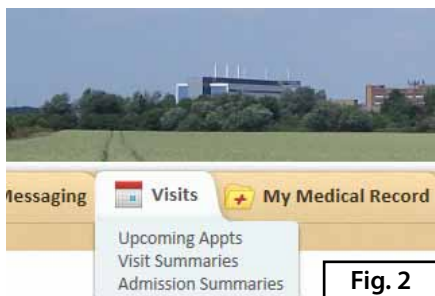 Messaging Visits My Medical Record
Upcoming Appts
Visit Summaries
Admission Summaries
Fig. 2